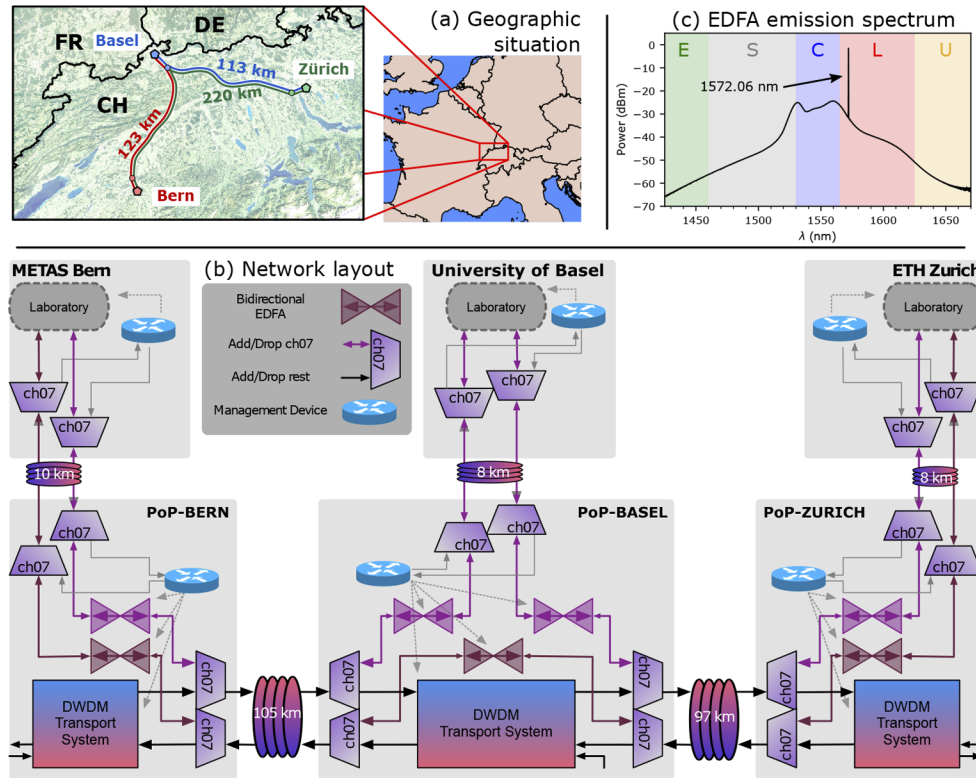 FR
DE
Basel
113 km
Zürich
220 km
CH
123 km
Bern
(a) Geographic
situation
(c) EDFA emission spectrum
E S C L U
0
−10
−20
−30
−40
−50
−60
−70
Power (dBm)
1572.06 nm
1450 1500 1550 1600 1650
λ (nm)
METAS Bern
(b) Network layout
University of Basel
ETH Zurich
Laboratory
Laboratory
Laboratory
Bidirectional
EDFA
Add/Drop ch07
ch07
Add/Drop rest
Management Device
ch07
ch07
ch07
ch07
ch07
ch07
10 km
8 km
8 km
PoP-BERN
PoP-BASEL
PoP-ZURICH
ch07
ch07
ch07
ch07
ch07
ch07
ch07
ch07
ch07
ch07
ch07
ch07
ch07
ch07
DWDM
Transport
System
105 km
DWDM
Transport System
97 km
DWDM
Transport
System